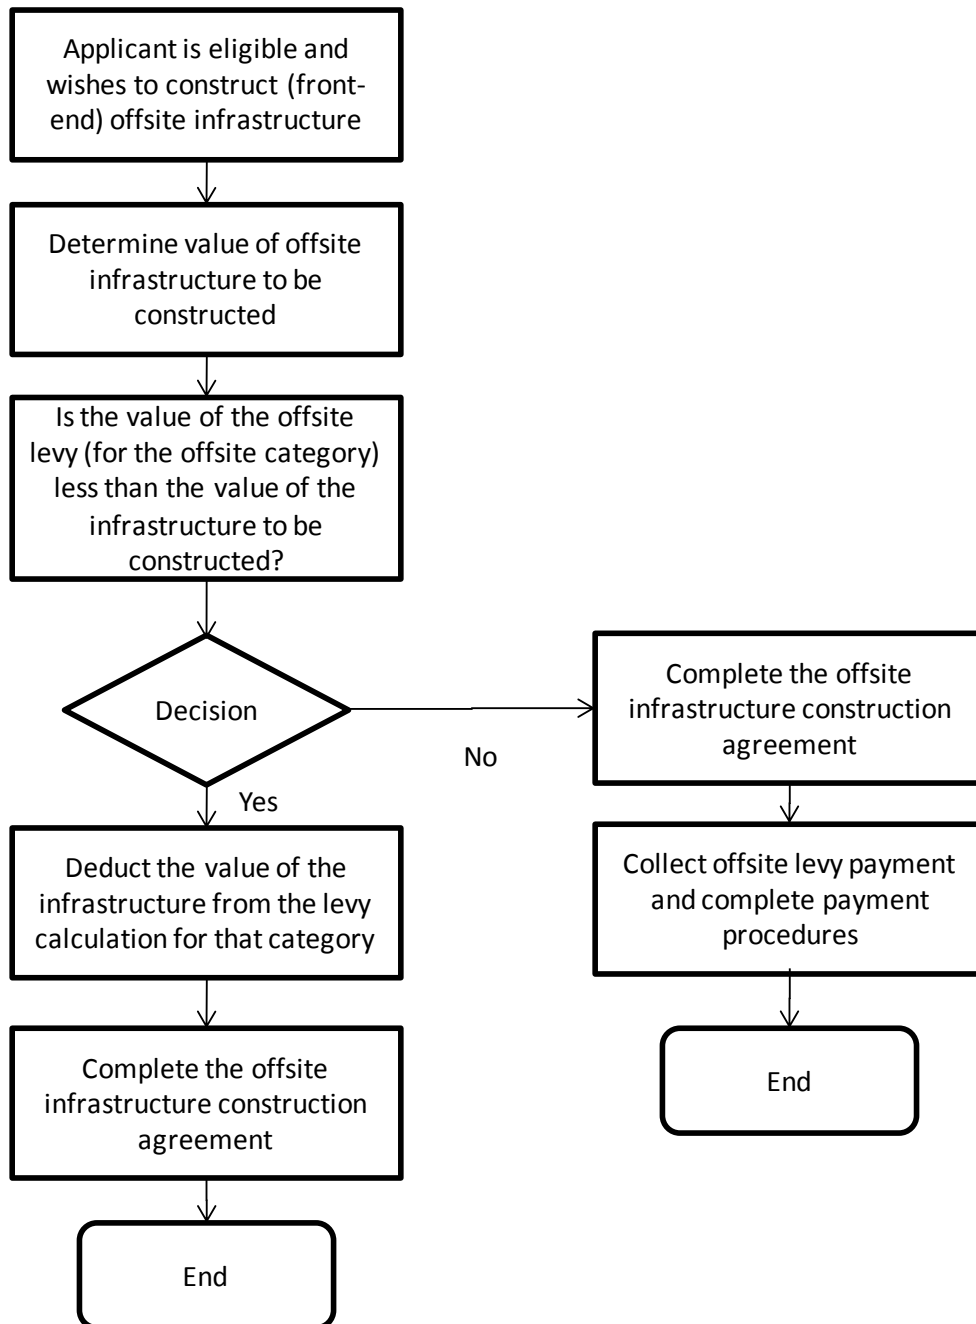 Applicant is eligible and
wishes to construct (front-
end) offsite infrastructure
Determine value of offsite
infrastructure to be
constructed
Is the value of the offsite
levy (for the offsite category)
less than the value of the
infrastructure to be
constructed?
Decision
No
Yes
Complete the offsite
infrastructure construction
agreement
Collect offsite levy payment
and complete payment
procedures
End
Deduct the value of the
infrastructure from the levy
calculation for that category
Complete the offsite
infrastructure construction
agreement
End